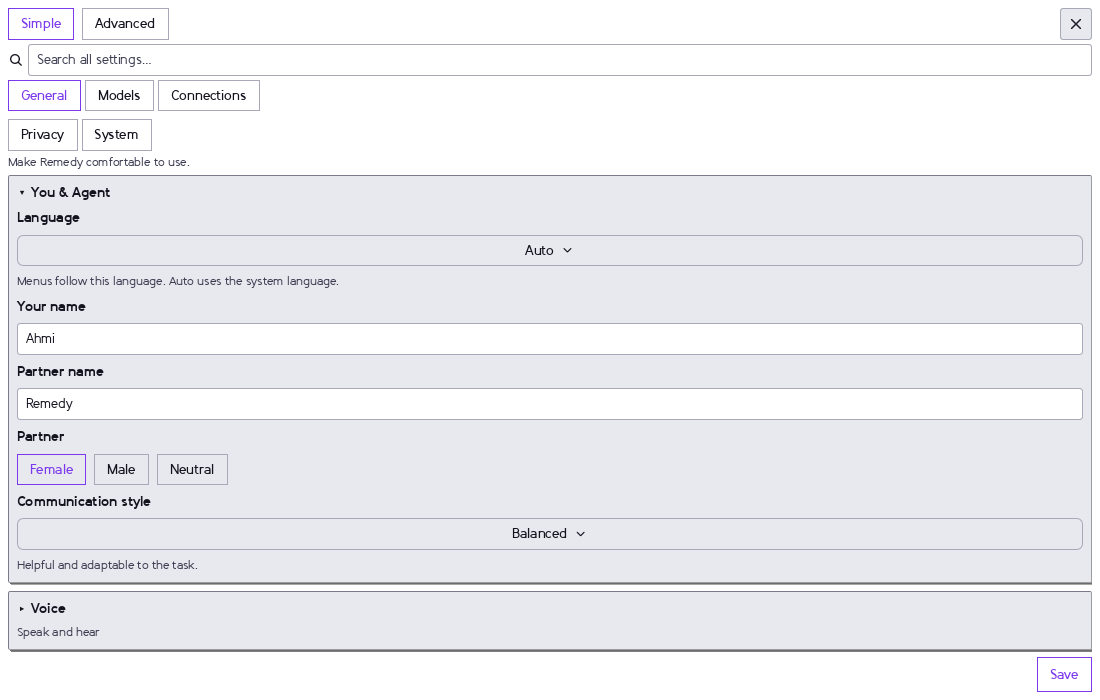 Simple Advanced
Search all settings...
General Models Connections
Privacy System
Make Remedy comfortable to use.
You & Agent
Language
Auto
Menus follow this language. Auto uses the system language.
Your name
Ahmi
Partner name
Remedy
Partner
Female Male Neutral
Communication style
Balanced
Helpful and adaptable to the task.
Voice
Speak and hear
Save